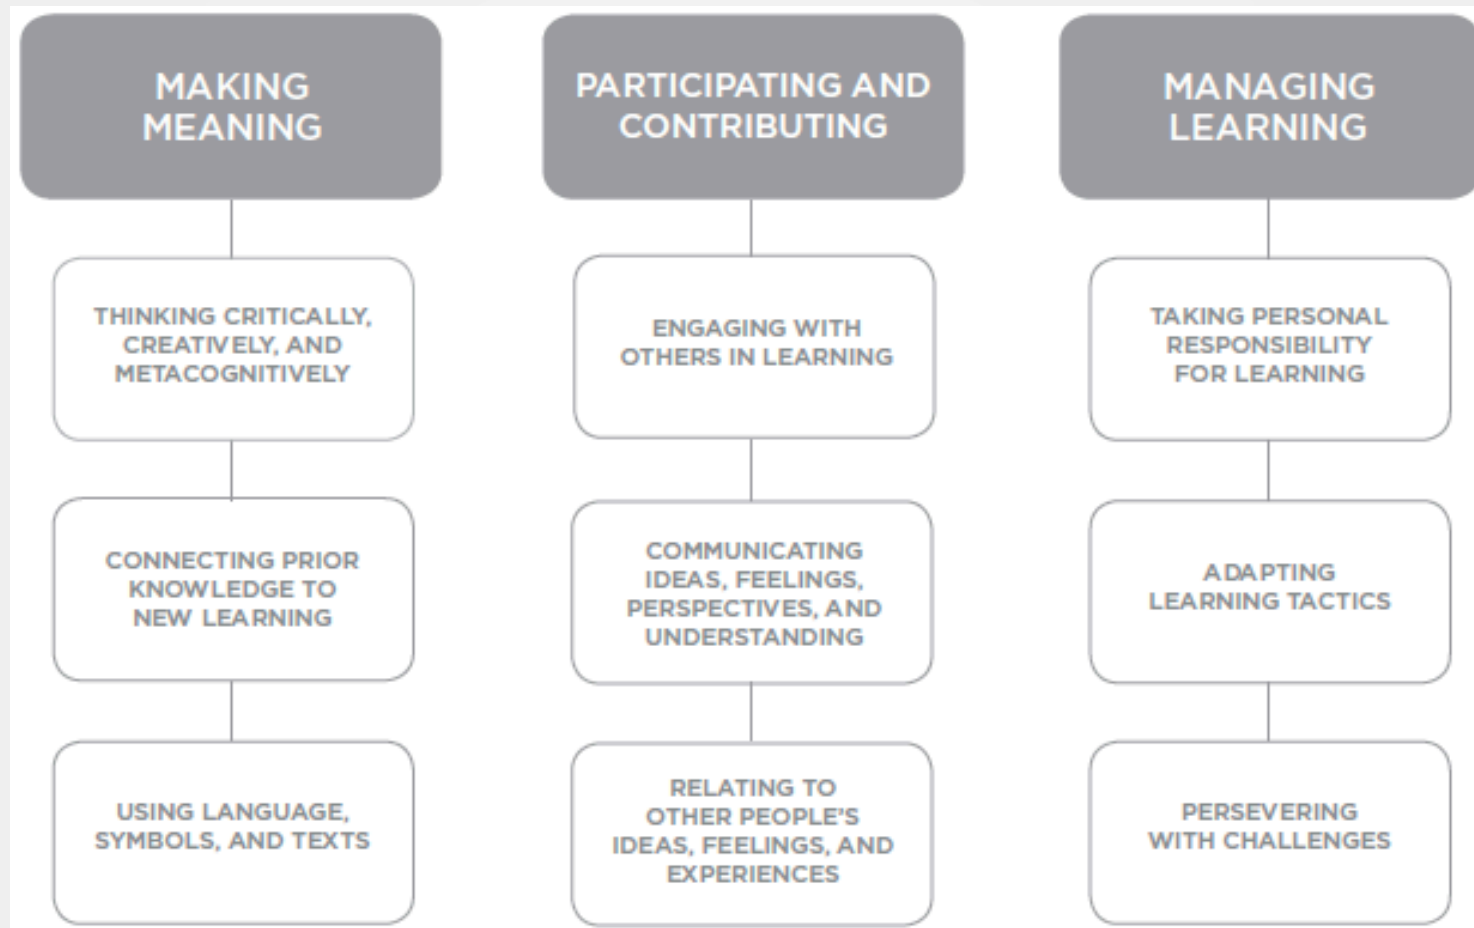 MAKING
MEANING
THINKING CRITICALLY,
CREATIVELY, AND
METACOGNITIVELY
CONNECTING PRIOR
KNOWLEDGE TO
NEW LEARNING
USING LANGUAGE,
SYMBOLS, AND TEXTS
PARTICIPATING AND
CONTRIBUTING
ENGAGING WITH
OTHERS IN LEARNING
COMMUNICATING
IDEAS, FEELINGS,
PERSPECTIVES, AND
UNDERSTANDING
RELATING TO
OTHER PEOPLE'S
IDEAS, FEELINGS, AND
EXPERIENCES
MANAGING
LEARNING
TAKING PERSONAL
RESPONSIBILITY
FOR LEARNING
ADAPTING
LEARNING TACTICS
PERSEVERING
WITH CHALLENGES